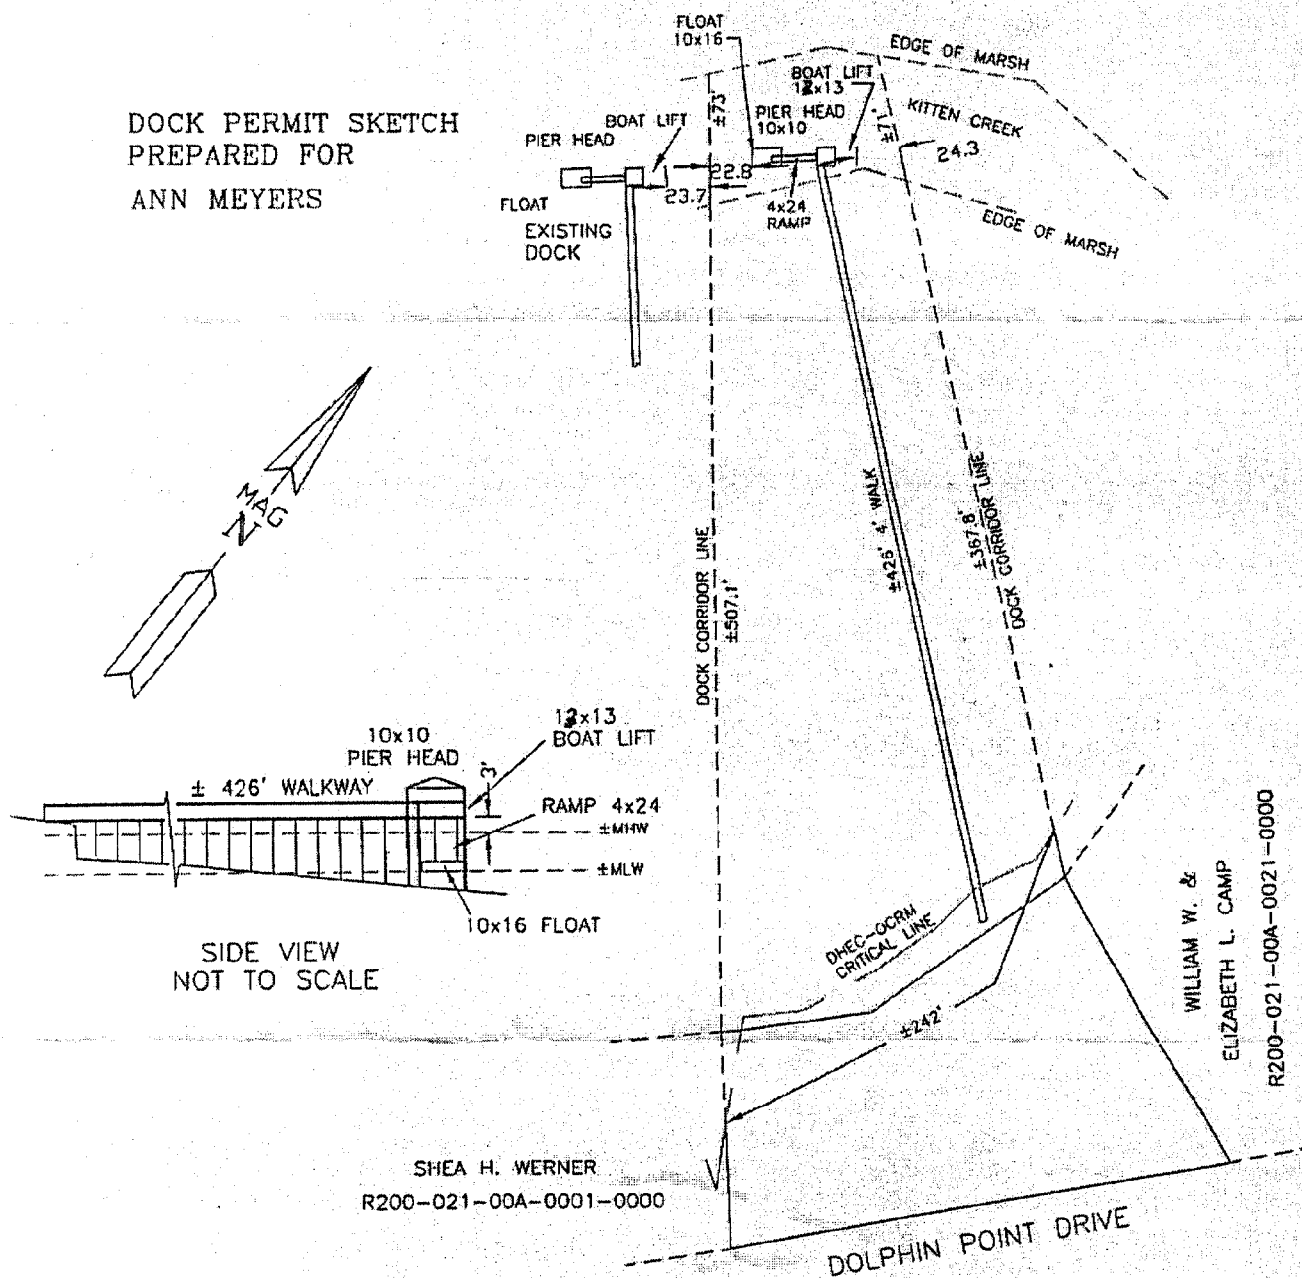 DOCK PERMIT SKETCH
PREPARED FOR
ANN MEYERS
FLOAT
10x16
EDGE OF MARSH
BOAT LIFT
12x13
PIER HEAD
10x10
KITTEN CREEK
±73'
±71'
24.3
BOAT LIFT
PIER HEAD
22.8
23.7
4x24
RAMP
FLOAT
EXISTING
DOCK
EDGE OF MARSH
MAG
N
DOCK CORRIDOR LINE
±507.1'
±426' 4' WALK
±367.8'
DOCK CORRIDOR LINE
12x13
BOAT LIFT
10x10
PIER HEAD
3'
± 426' WALKWAY
RAMP 4x24
±MHW
±MLW
10x16 FLOAT
SIDE VIEW
NOT TO SCALE
DHEC-OCRM
CRITICAL LINE
±242'
WILLIAM W. &
ELIZABETH L. CAMP
R200-021-00A-0021-0000
SHEA H. WERNER
R200-021-00A-0001-0000
DOLPHIN POINT DRIVE